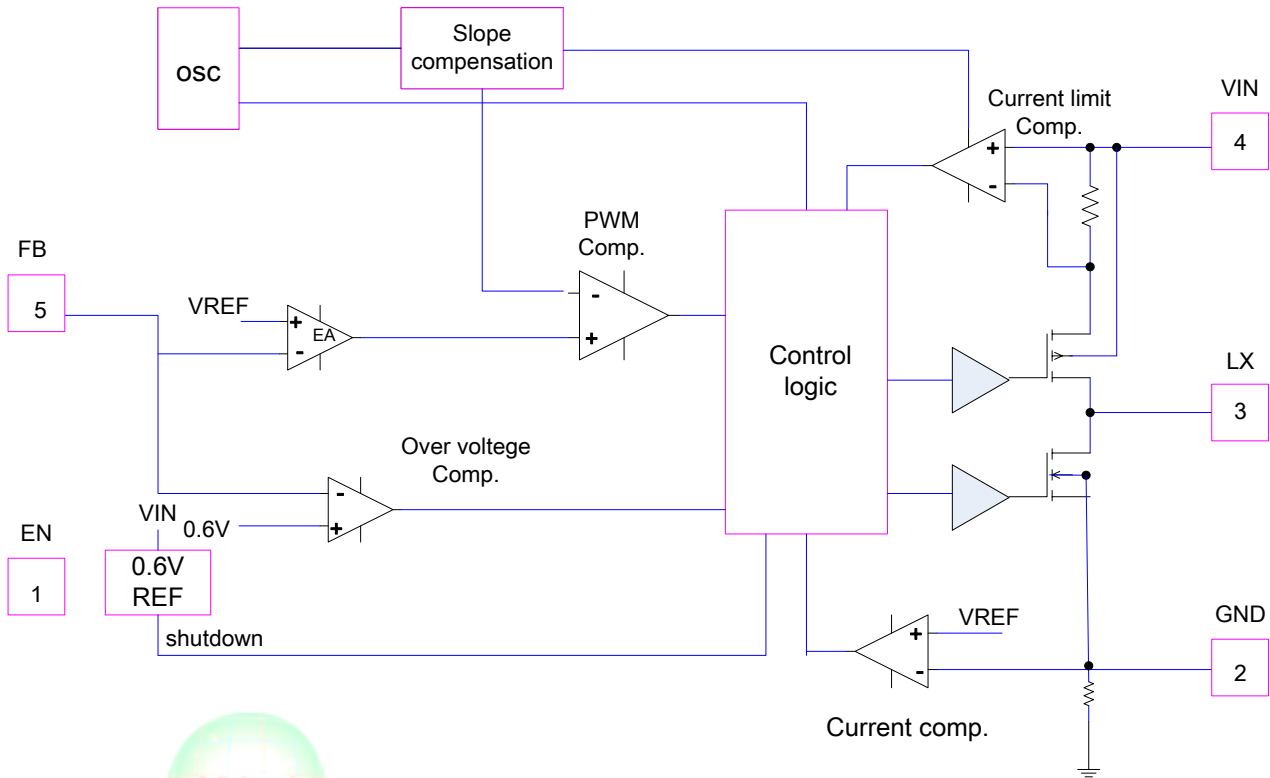 osc
Slope
compensation
Current limit
Comp.
VIN
4
+
-
PWM
Comp.
FB
5
VREF
+
-
EA
-
+
Control
logic
LX
3
Over voltege
Comp.
-
+
VIN
0.6V
EN
1
0.6V
REF
shutdown
VREF
+
-
GND
2
Current comp.